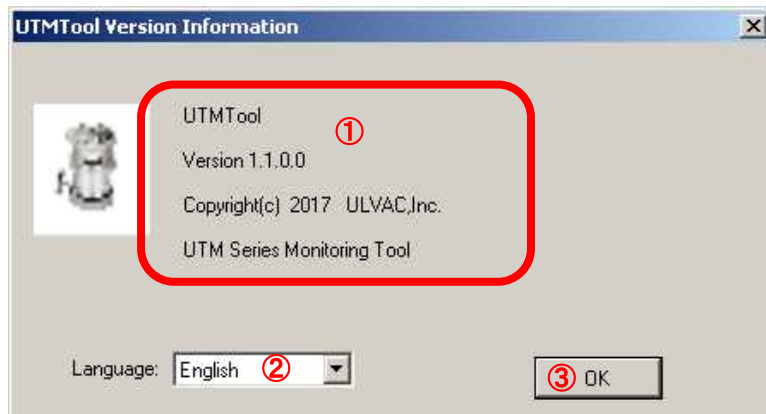 UTMTool Version Information
UTMTool
①
Version 1.1.0.0
Copyright(c) 2017 ULVAC,Inc.
UTM Series Monitoring Tool
Language: English ②
③ OK